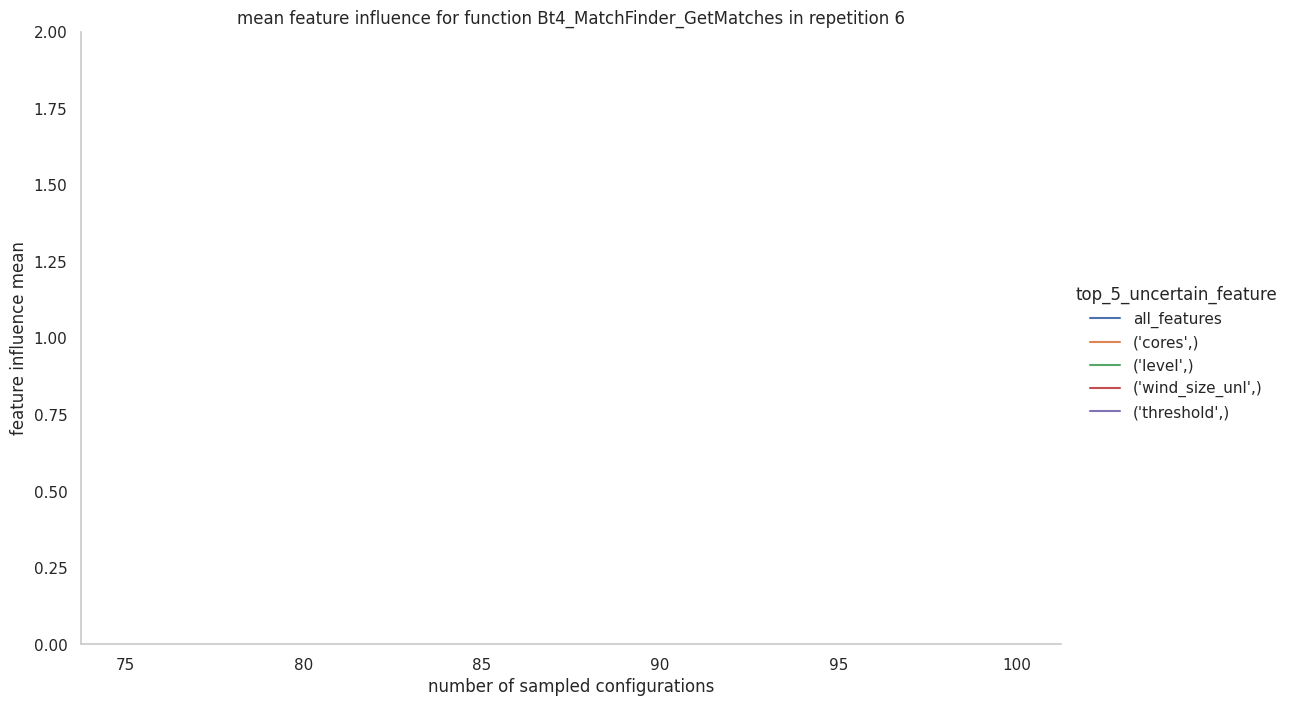 mean feature influence for function Bt4_MatchFinder_GetMatches in repetition 6
2.00
1.75
1.50
1.25
1.00
0.75
0.50
0.25
0.00
feature influence mean
75 80 85 90 95 100
number of sampled configurations
top_5_uncertain_feature
all_features
('cores',)
('level',)
('wind_size_unl',)
('threshold',)